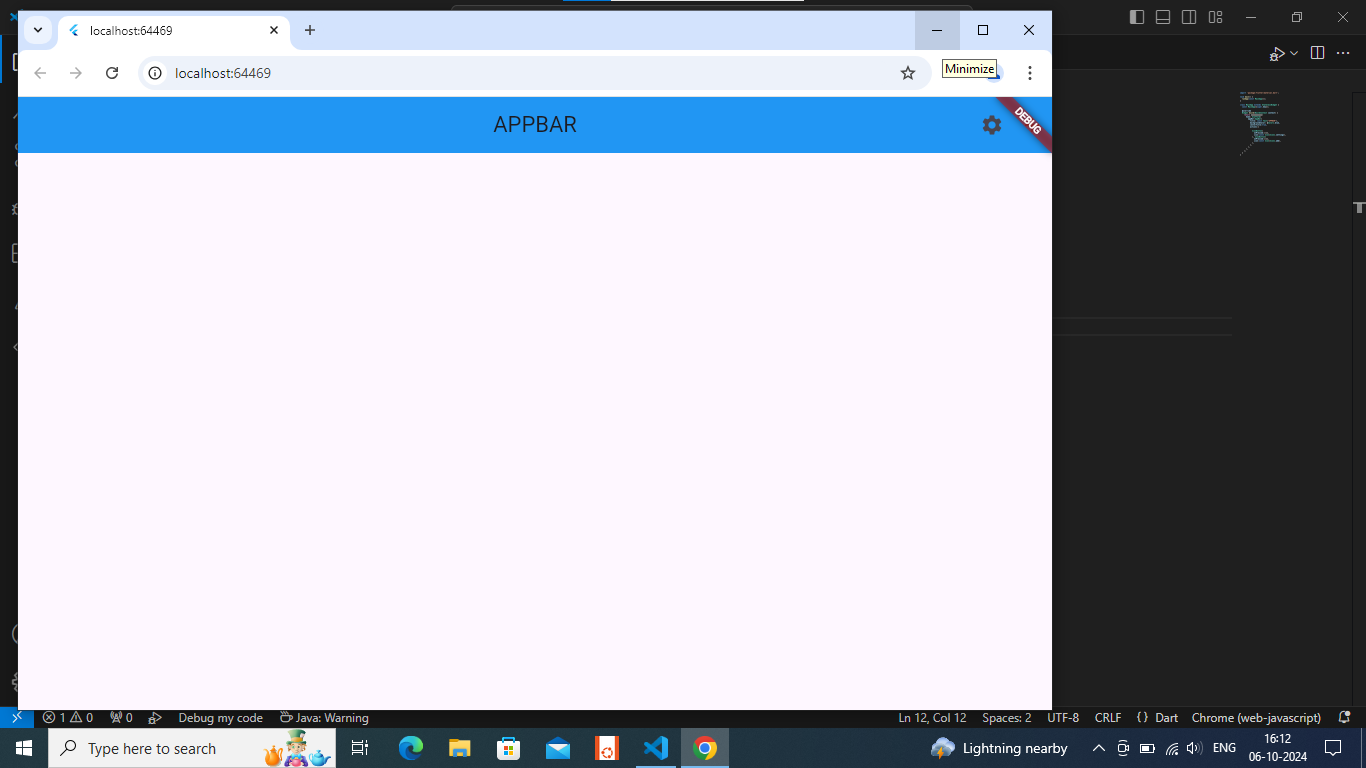 localhost:64469
localhost:64469
Minimize
APPBAR
DEBUG
1 0 0 Debug my code Java: Warning
Ln 12, Col 12 Spaces: 2 UTF-8 CRLF {} Dart Chrome (web-javascript)
Type here to search
Lightning nearby
ENG
16:12
06-10-2024